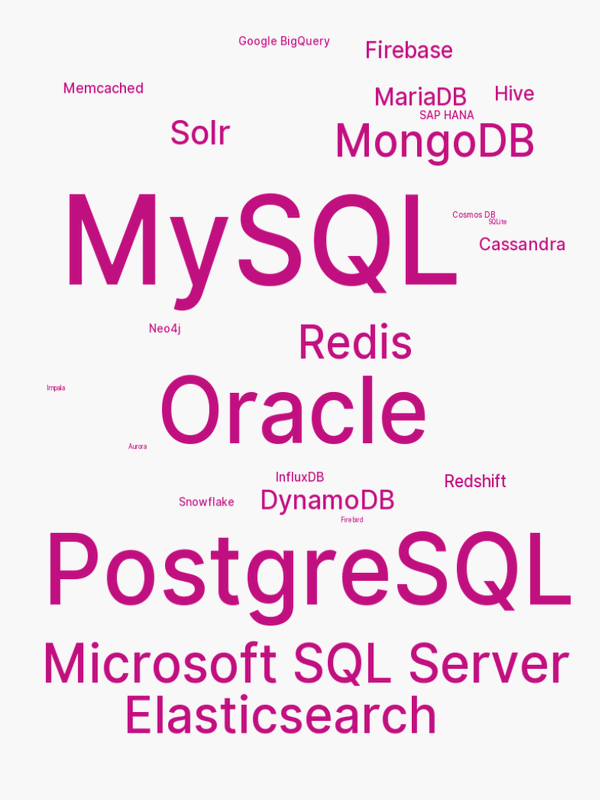 Google BigQuery
Firebase
Memcached
MariaDB
Hive
SAP HANA
Solr
MongoDB
MySQL
Cosmos DB
SQLite
Cassandra
Neo4j
Redis
Impala
Oracle
Aurora
InfluxDB
Redshift
Snowflake
DynamoDB
Firebird
PostgreSQL
Microsoft SQL Server
Elasticsearch